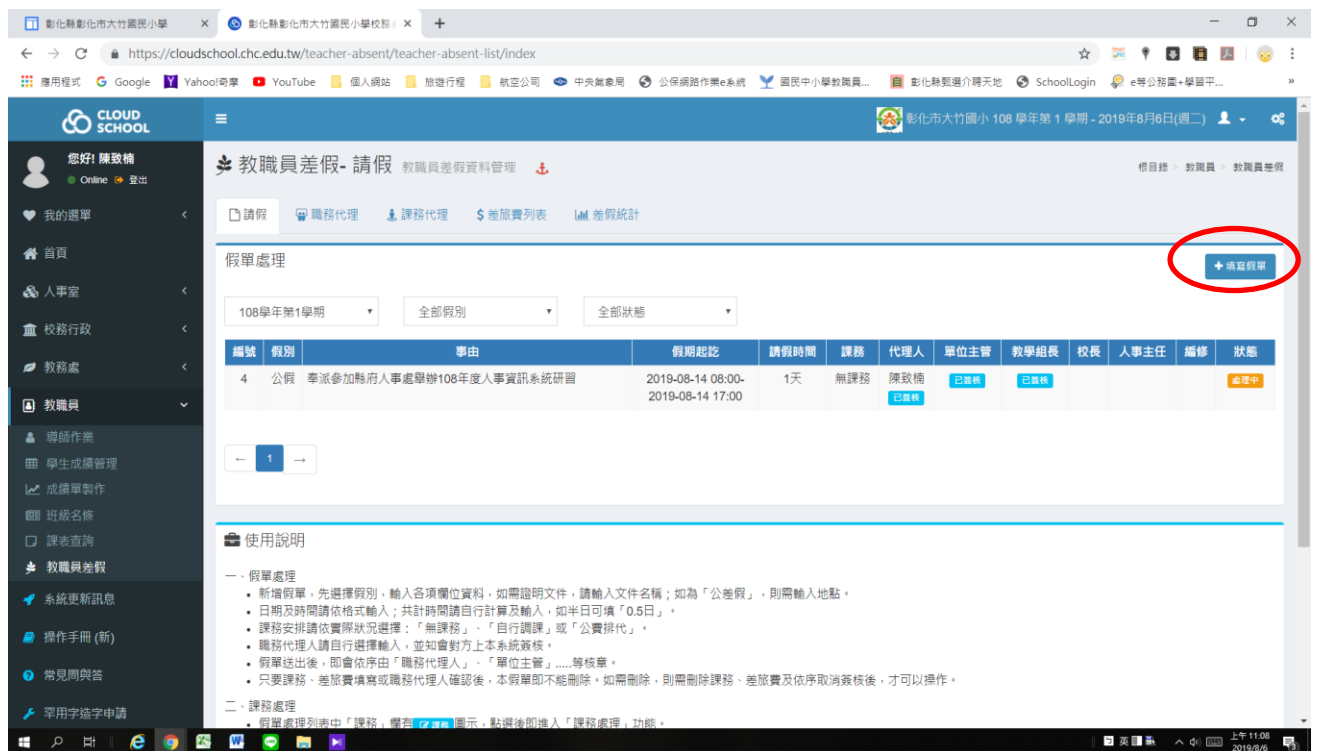 彰化縣彰化市大竹國民小學
彰化縣彰化市大竹國民小學校務
https://cloudschool.chc.edu.tw/teacher-absent/teacher-absent-list/index
應用程式 Google Yahoo!奇摩 YouTube 個人網站 旅遊行程 航空公司 中央氣象局 公保網路作業e系統 國民中小學教職員... 彰化縣甄選介聘天地 SchoolLogin e等公務園+學習平...
CLOUD
SCHOOL
彰化市大竹國小 108 學年第 1 學期 - 2019年8月6日(週二)
您好! 陳致楠
Online 登出
教職員差假- 請假 教職員差假資料管理
根目錄 > 教職員 > 教職員差假
我的選單
首頁
人事室
校務行政
教務處
教職員
導師作業
學生成績管理
成績單製作
班級名條
課表查詢
教職員差假
系統更新訊息
操作手冊 (新)
常見問與答
罕用字造字申請
請假 職務代理 課務代理 差旅費列表 差假統計
假單處理
填寫假單
108學年第1學期 全部假別 全部狀態
編號 假別 事由 假期起訖 請假時間 課務 代理人 單位主管 教學組長 校長 人事主任 編修 狀態
4 公假 奉派參加縣府人事處舉辦108年度人事資訊系統研習 2019-08-14 08:00- 1天 無課務 陳致楠 已簽核 已簽核 處理中
2019-08-14 17:00 已簽核
← 1 →
使用說明
一、假單處理
• 新增假單，先選擇假別，輸入各項欄位資料，如需證明文件，請輸入文件名稱；如為「公差假」，則需輸入地點。
• 日期及時間請依格式輸入；共計時間請自行計算及輸入，如半日可填「0.5日」。
• 課務安排請依實際狀況選擇：「無課務」、「自行調課」或「公費排代」。
• 職務代理人請自行選擇輸入，並知會對方上本系統簽核。
• 假單送出後，即會依序由「職務代理人」、「單位主管」.....等核章。
• 只要課務、差旅費填寫或職務代理人確認後，本假單即不能刪除。如需刪除，則需刪除課務、差旅費及依序取消簽核後，才可以操作。
二、課務處理
• 假單處理列表中「課務」欄有 課務 圖示，點選後即進入「課務處理」功能。
英
上午 11:08
2019/8/6